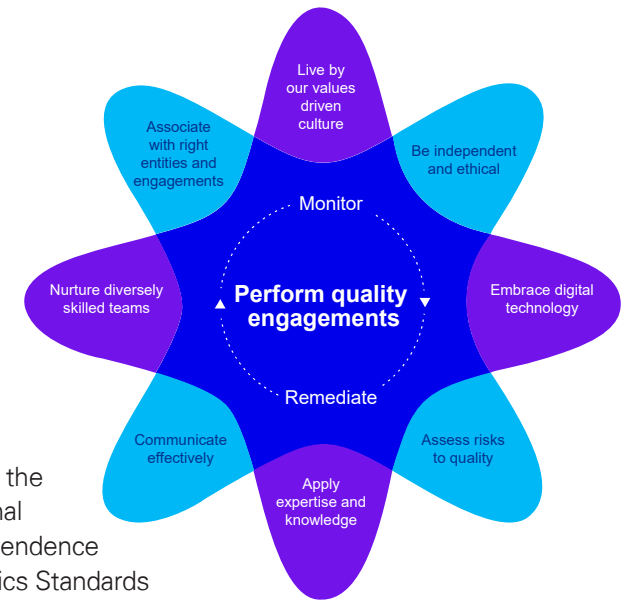 Live by
our values
driven
culture
Associate
with right
entities and
engagements
Be independent
and ethical
Monitor
Nurture diversely
skilled teams
Perform quality
engagements
Embrace digital
technology
Remediate
Communicate
effectively
Assess risks
to quality
Apply
expertise and
knowledge
the
nal
endence
ics Standards